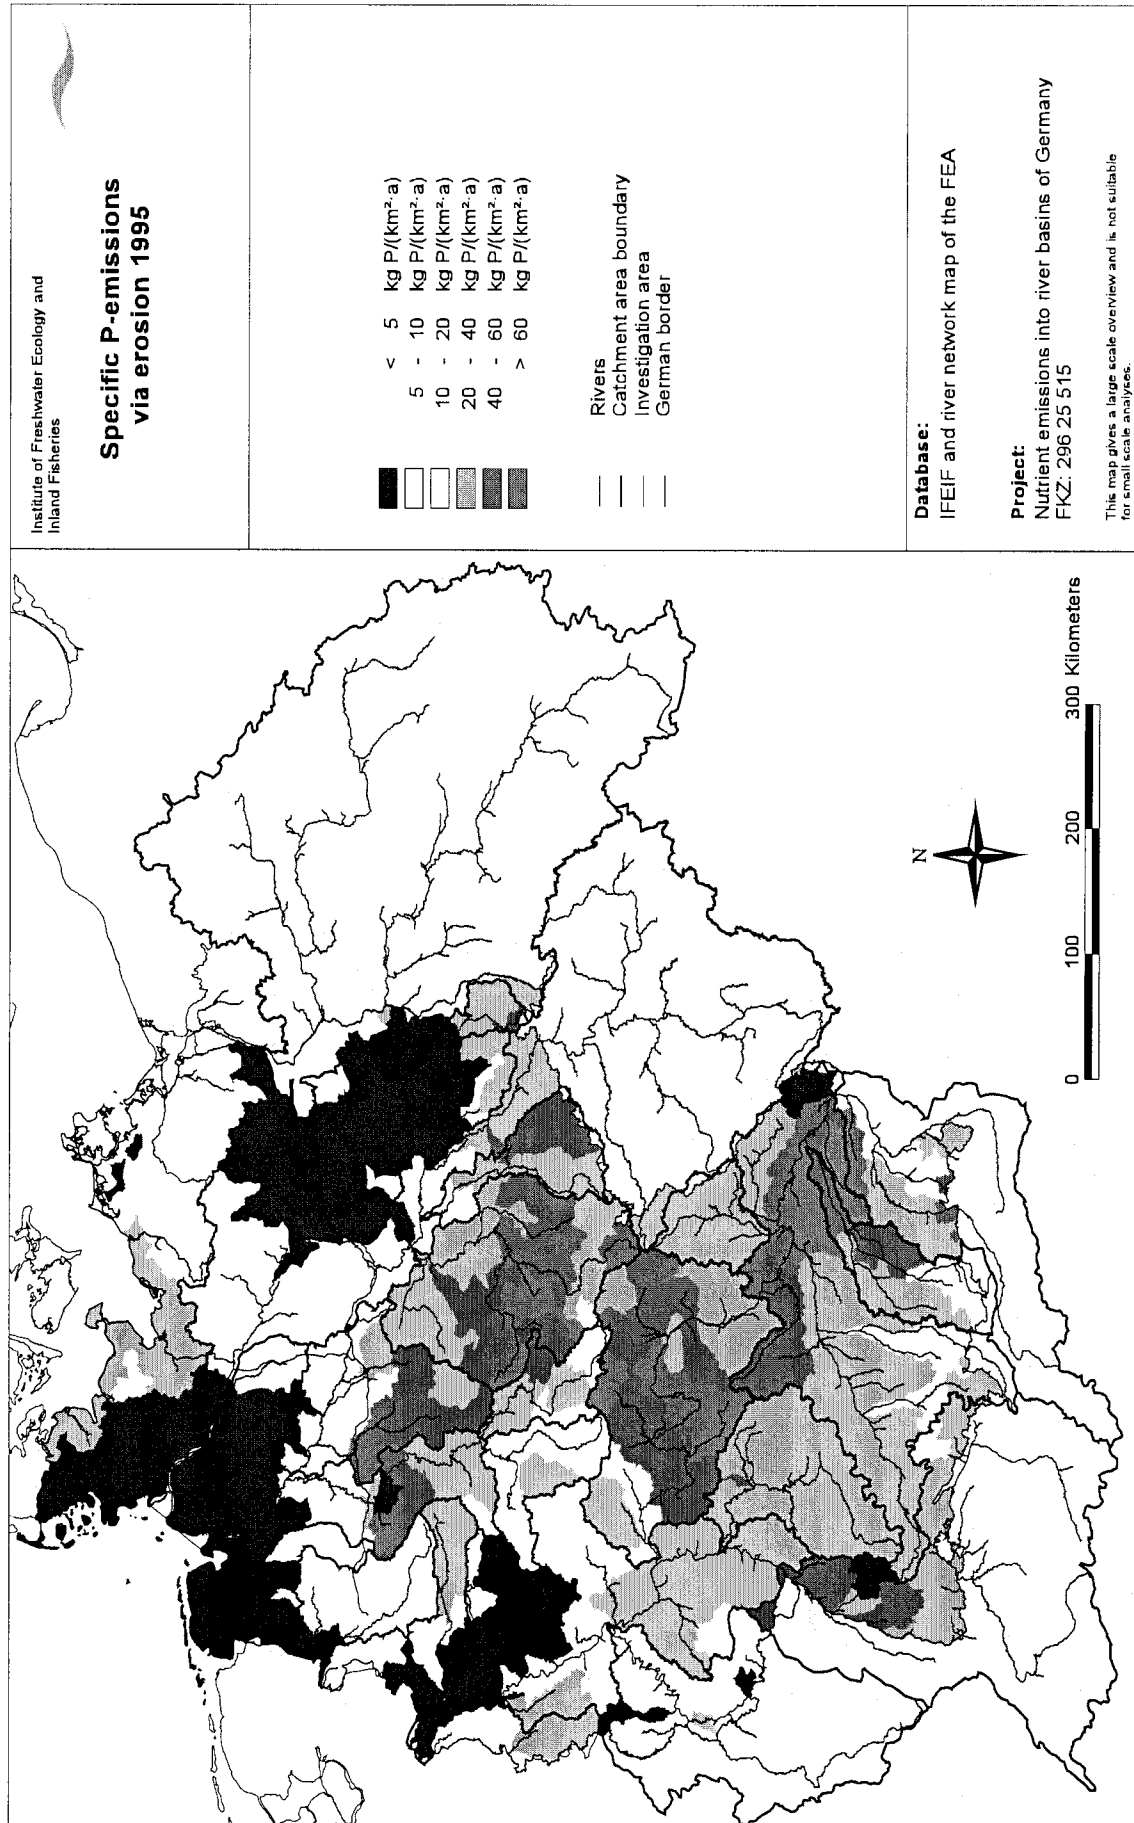 Institute of Freshwater Ecology and
Inland Fisheries
Specific P-emissions
via erosion 1995
< 5 kg P/(km²·a)
5 - 10 kg P/(km²·a)
10 - 20 kg P/(km²·a)
20 - 40 kg P/(km²·a)
40 - 60 kg P/(km²·a)
> 60 kg P/(km²·a)
Rivers
Catchment area boundary
Investigation area
German border
Database:
IFEIF and river network map of the FEA
Project:
Nutrient emissions into river basins of Germany
FKZ: 296 25 515
This map gives a large scale overview and is not suitable
for small scale analyses.
N
0 100 200 300 Kilometers